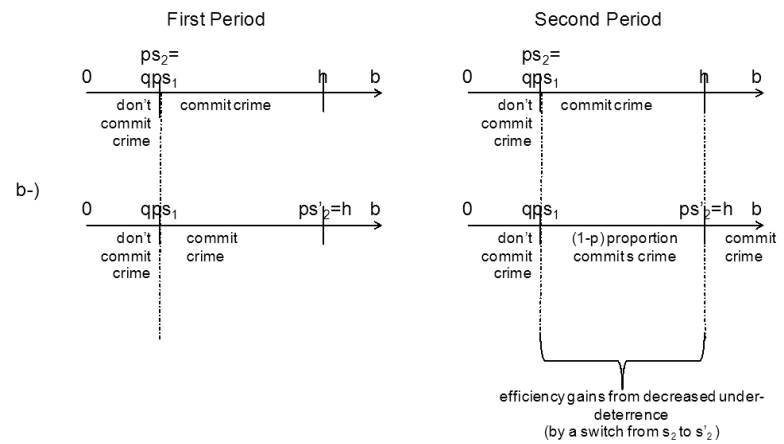 First Period
Second Period
ps₂=
0 qps₁ h b
don't commit crime
commit crime
ps₂=
0 qps₁ h b
don't commit crime
commit crime
b-)
0 qps₁ ps'₂=h b
don't commit crime
commit crime
0 qps₁ ps'₂=h b
don't commit crime
(1-p) proportion commits crime
commit crime
efficiency gains from decreased under-
deterrence
(by a switch from s₂ to s'₂)